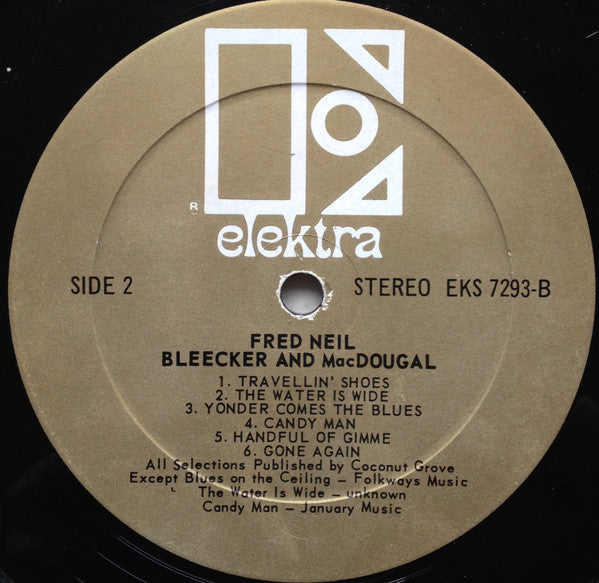 R
elektra
SIDE 2
STEREO EKS 7293-B
FRED NEIL
BLEECKER AND MacDOUGAL
1. TRAVELLIN' SHOES
2. THE WATER IS WIDE
3. YONDER COMES THE BLUES
4. CANDY MAN
5. HANDFUL OF GIMME
6. GONE AGAIN
All Selections Published by Coconut Grove
Except Blues on the Ceiling – Folkways Music
The Water Is Wide – unknown
Candy Man – January Music